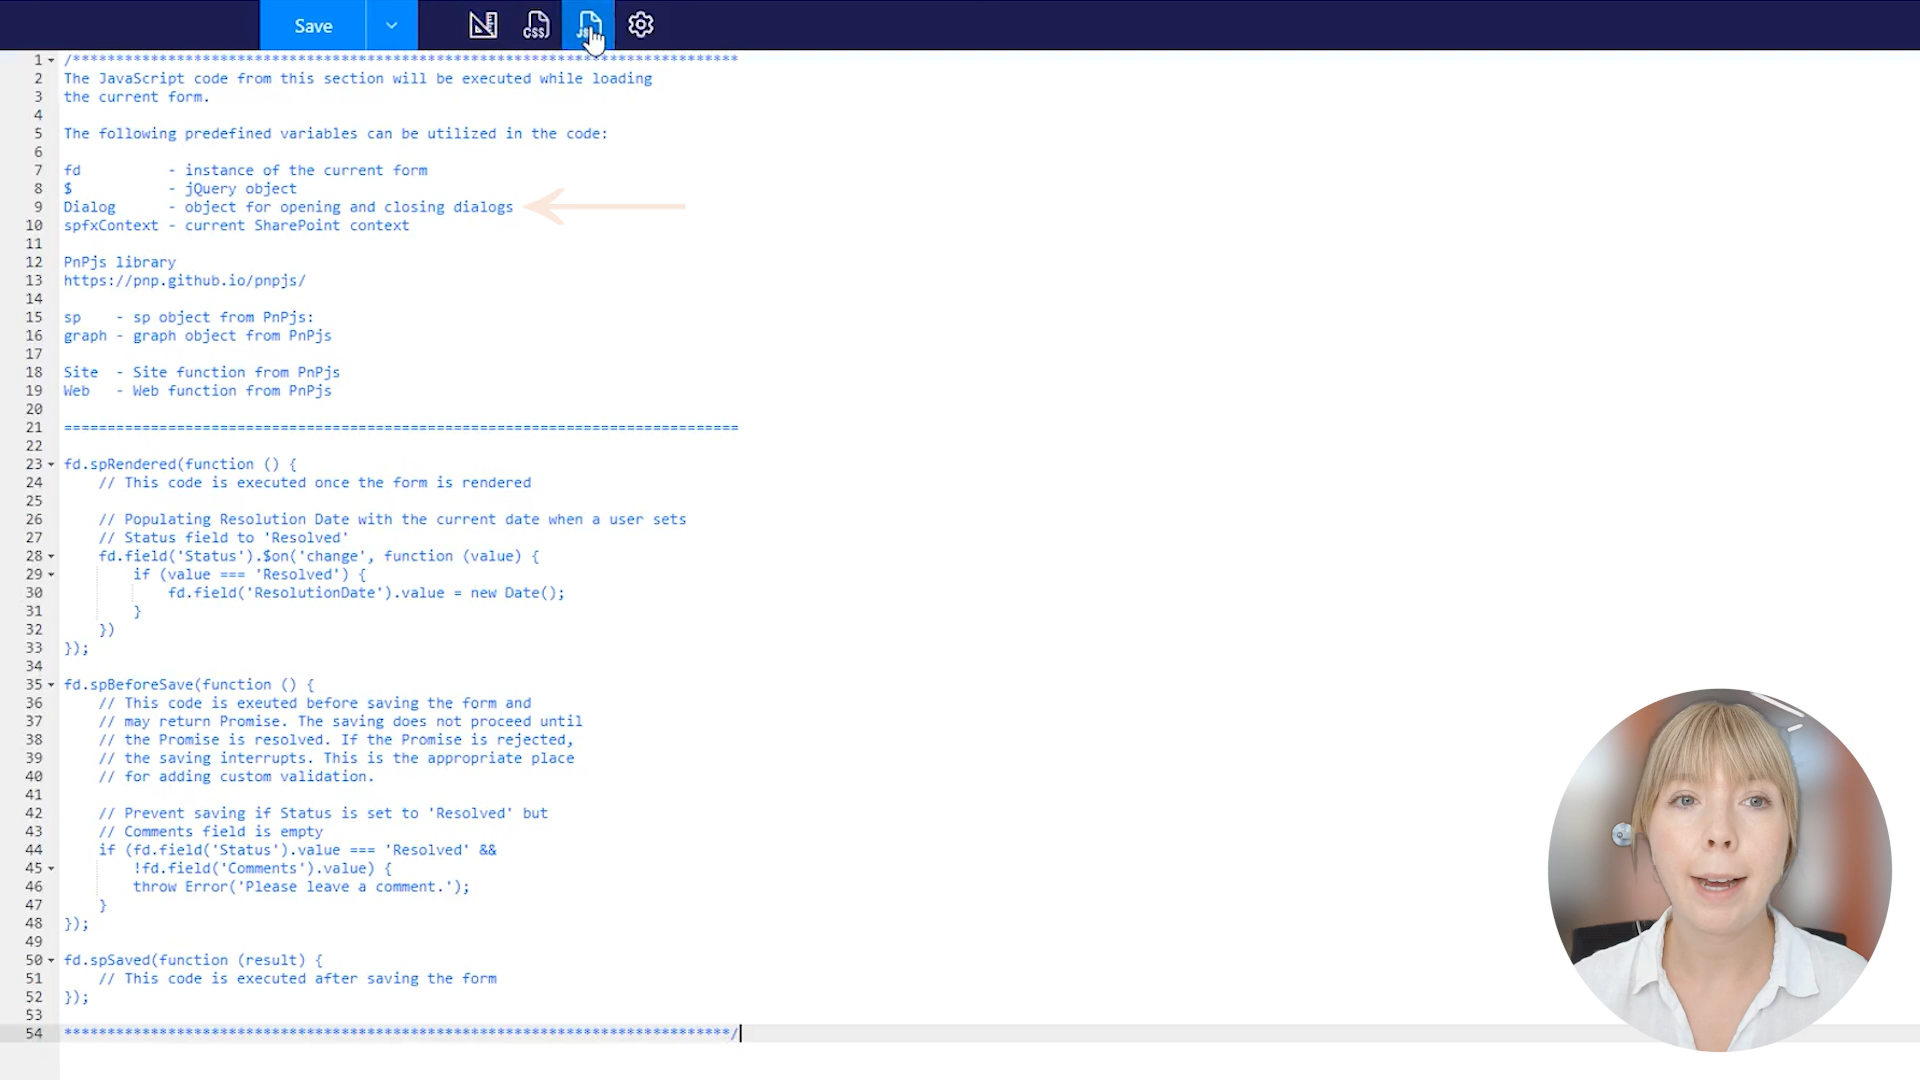 Save
CSS
JS
1 /*****************************************************************************
2 The JavaScript code from this section will be executed while loading
3 the current form.
4
5 The following predefined variables can be utilized in the code:
6
7 fd - instance of the current form
8 $ - jQuery object
9 Dialog - object for opening and closing dialogs
10 spfxContext - current SharePoint context
11
12 PnPjs library
13 https://pnp.github.io/pnpjs/
14
15 sp - sp object from PnPjs:
16 graph - graph object from PnPjs
17
18 Site - Site function from PnPjs
19 Web - Web function from PnPjs
20
21 ==============================================================================
22
23 fd.spRendered(function () {
24 // This code is executed once the form is rendered
25
26 // Populating Resolution Date with the current date when a user sets
27 // Status field to 'Resolved'
28 fd.field('Status').$on('change', function (value) {
29 if (value === 'Resolved') {
30 fd.field('ResolutionDate').value = new Date();
31 }
32 })
33 });
34
35 fd.spBeforeSave(function () {
36 // This code is exeuted before saving the form and
37 // may return Promise. The saving does not proceed until
38 // the Promise is resolved. If the Promise is rejected,
39 // the saving interrupts. This is the appropriate place
40 // for adding custom validation.
41
42 // Prevent saving if Status is set to 'Resolved' but
43 // Comments field is empty
44 if (fd.field('Status').value === 'Resolved' &&
45 !fd.field('Comments').value) {
46 throw Error('Please leave a comment.');
47 }
48 });
49
50 fd.spSaved(function (result) {
51 // This code is executed after saving the form
52 });
53
54 *****************************************************************************/